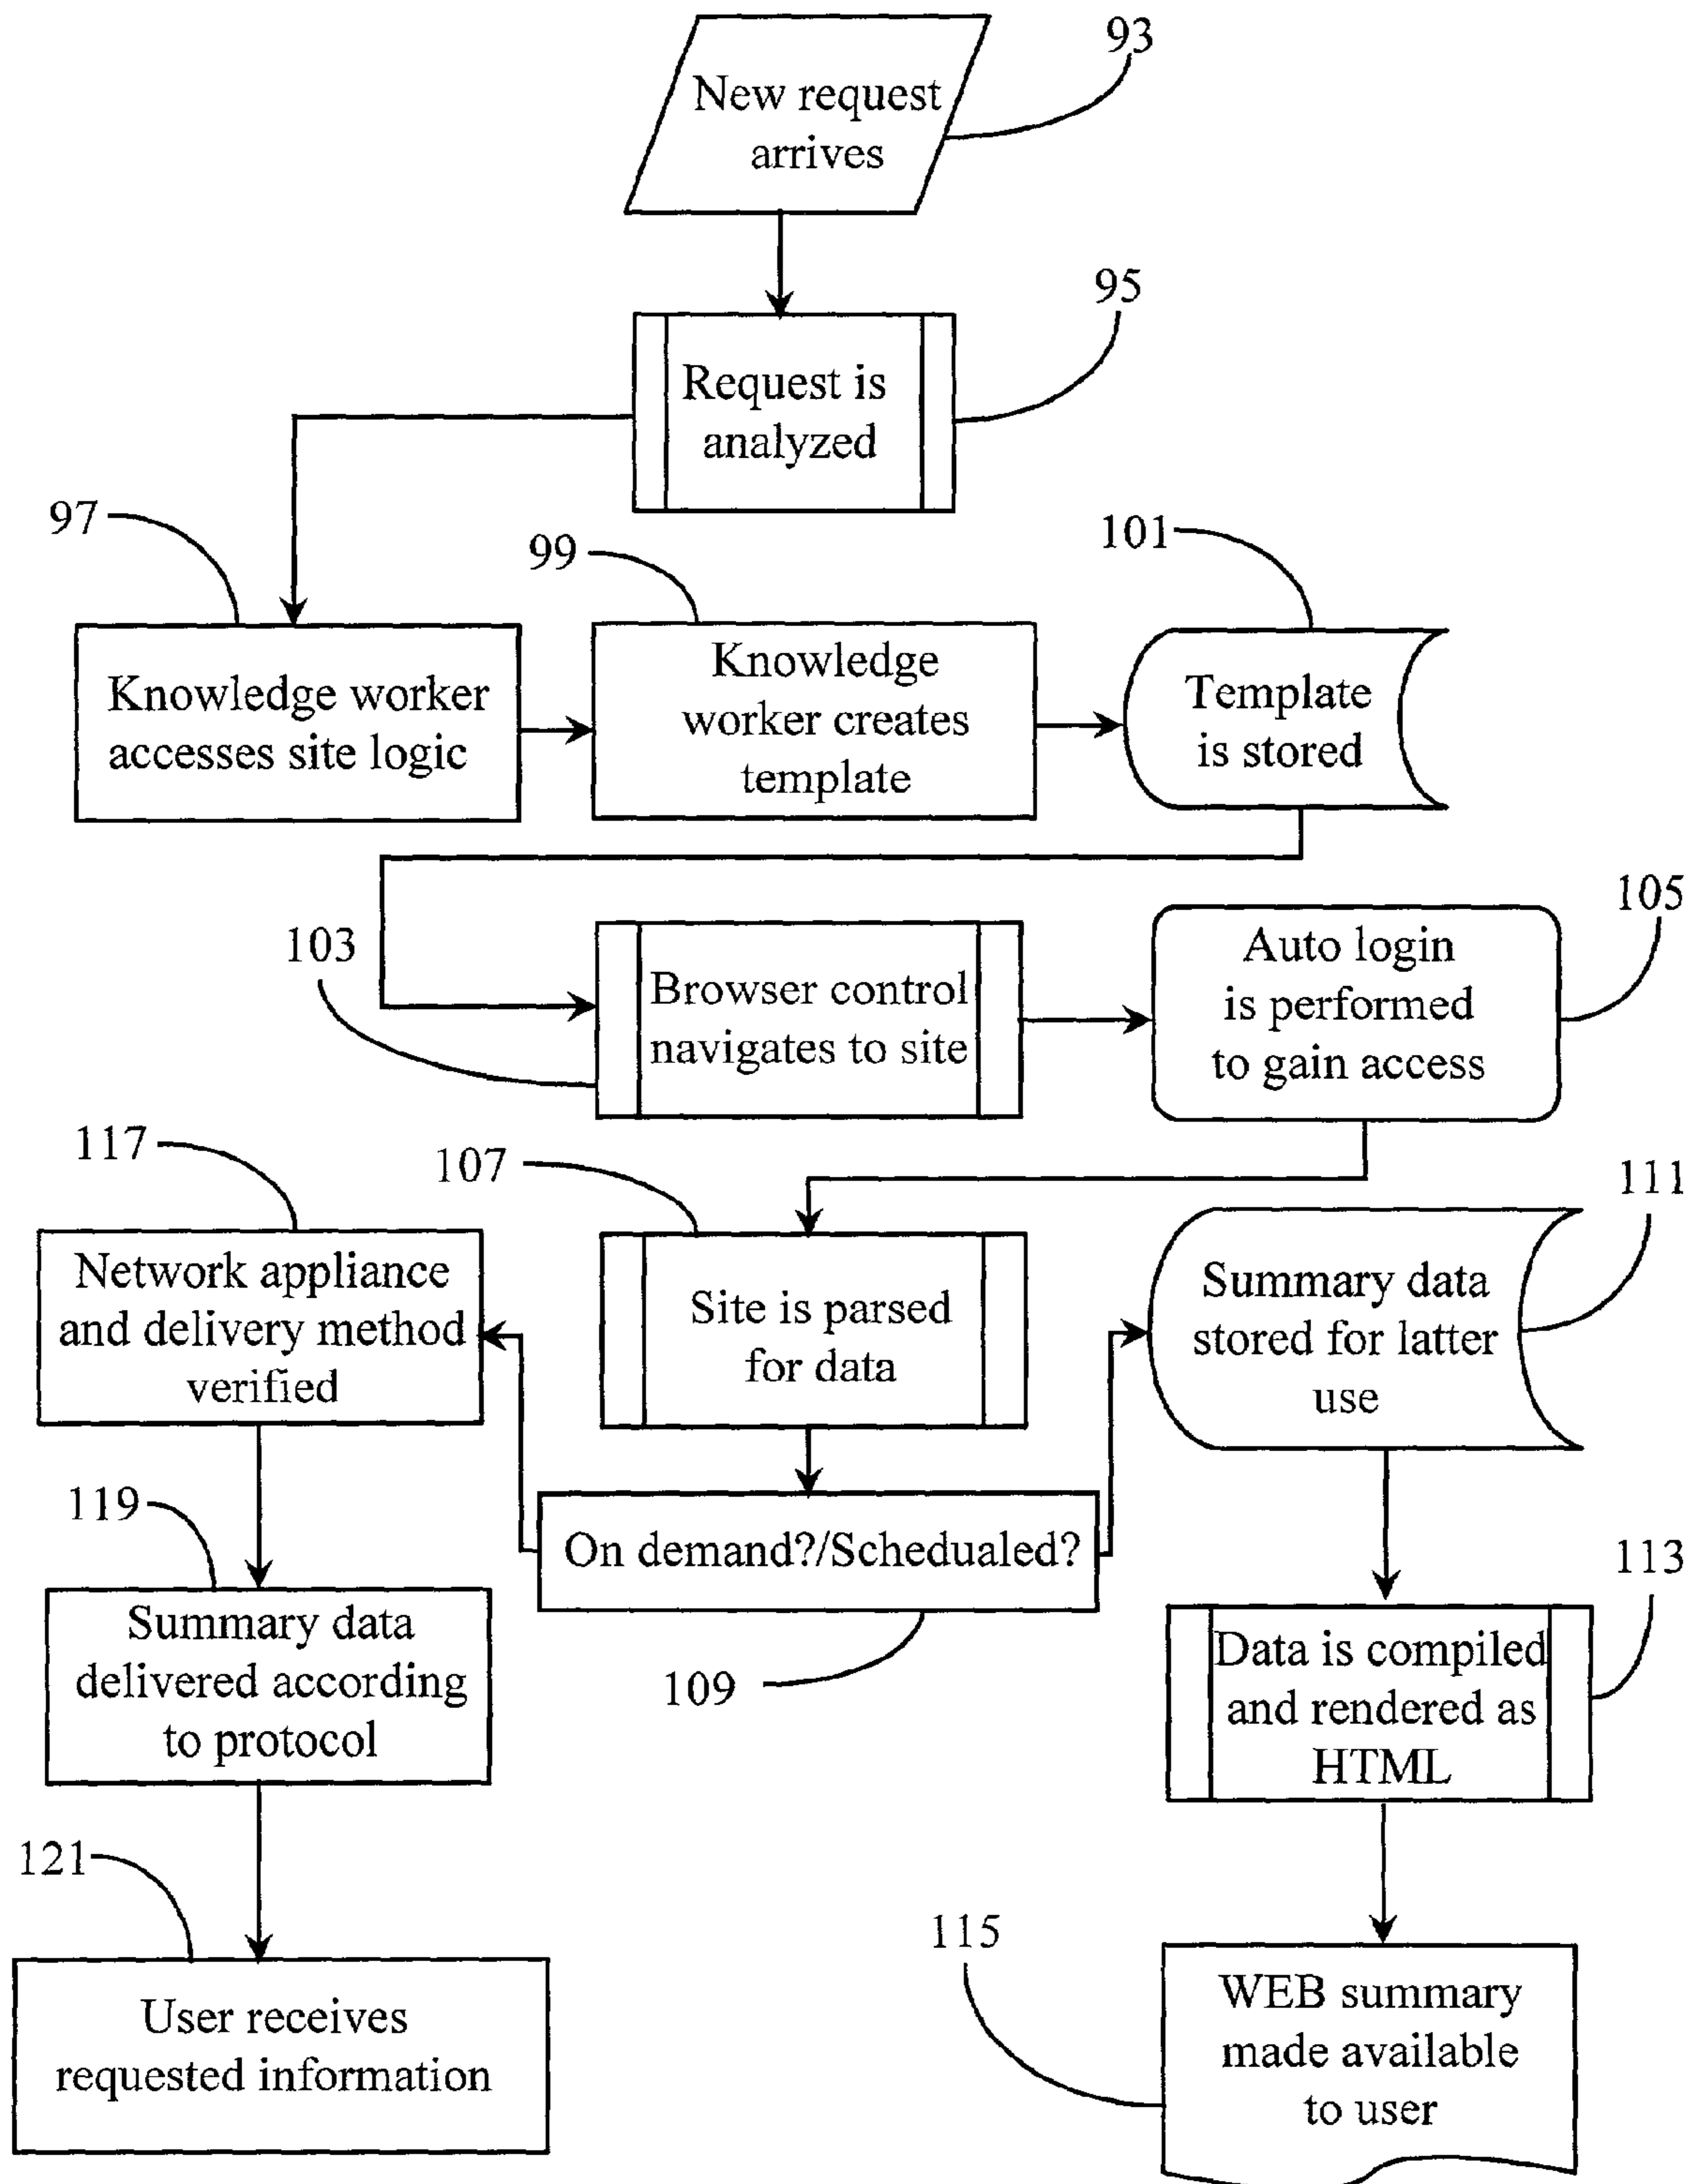 93
New request
arrives
95
Request is
analyzed
97
99
101
Knowledge worker
accesses site logic
Knowledge
worker creates
template
Template
is stored
103
105
Browser control
navigates to site
Auto login
is performed
to gain access
117
107
111
Network appliance
and delivery method
verified
Site is parsed
for data
Summary data
stored for latter
use
119
On demand?/Schedualed?
109
113
Summary data
delivered according
to protocol
Data is compiled
and rendered as
HTML
121
115
User receives
requested information
WEB summary
made available
to user